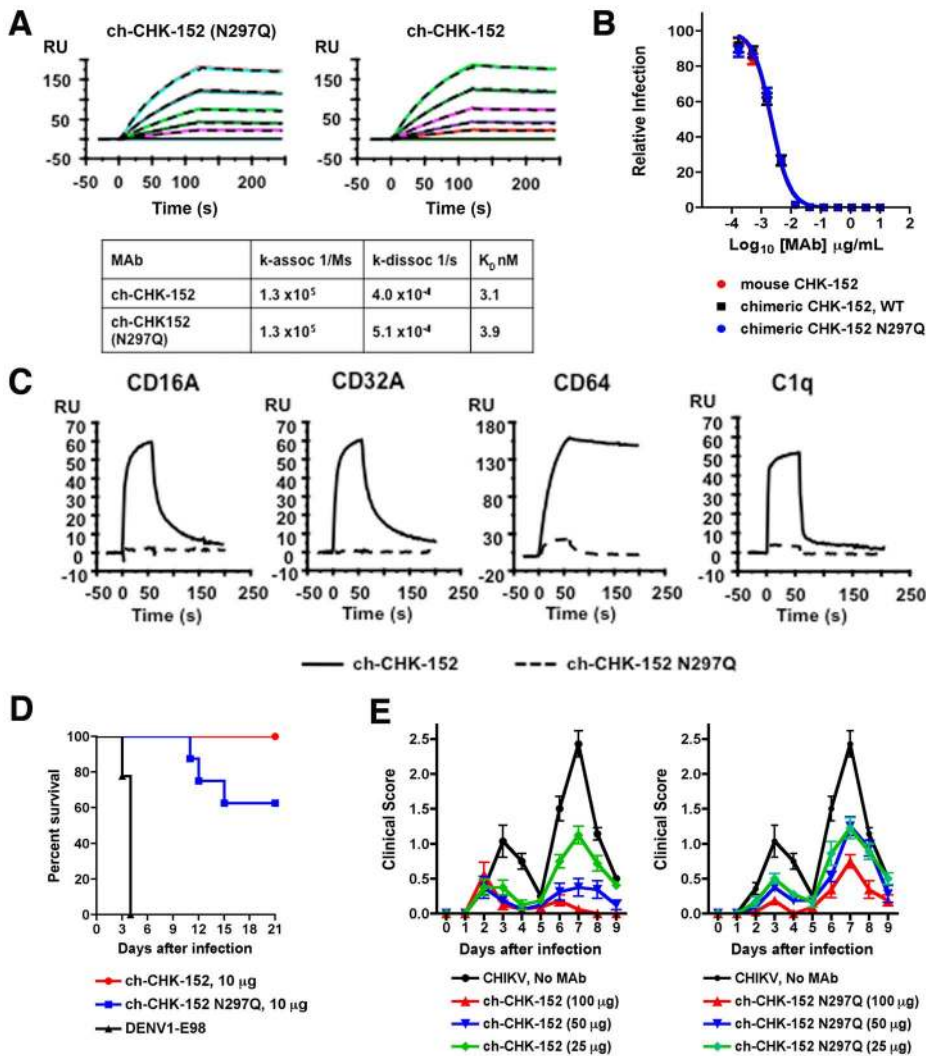 A
ch-CHK-152 (N297Q)
ch-CHK-152
RU
RU
150
50
-50
150
50
-50
-50 0 50 100 200
-50 0 50 100 200
Time (s)
Time (s)
MAb k-assoc 1/Ms k-dissoc 1/s KD nM
ch-CHK-152 1.3 x10⁵ 4.0 x10⁻⁴ 3.1
ch-CHK152 (N297Q) 1.3 x10⁵ 5.1 x10⁻⁴ 3.9
B
Relative Infection
100
80
60
40
20
0
-4 -3 -2 -1 0 1 2
Log₁₀ [MAb] μg/mL
mouse CHK-152
chimeric CHK-152, WT
chimeric CHK-152 N297Q
C
CD16A
CD32A
CD64
C1q
RU
RU
RU
RU
70
60
50
40
30
20
10
0
-10
70
60
50
40
30
20
10
0
-10
180
150
110
70
30
-20
70
60
50
40
30
20
10
0
-10
-50 0 50 150 250
-50 0 50 150 250
-50 0 50 150 250
-50 0 50 100 150 200 250
Time (s)
Time (s)
Time (s)
Time (s)
ch-CHK-152
ch-CHK-152 N297Q
D
Percent survival
100
80
60
40
20
0
0 3 6 9 12 15 18 21
Days after infection
ch-CHK-152, 10 μg
ch-CHK-152 N297Q, 10 μg
DENV1-E98
E
Clinical Score
2.5
2.0
1.5
1.0
0.5
0.0
0 1 2 3 4 5 6 7 8 9
Days after infection
CHIKV, No MAb
ch-CHK-152 (100 μg)
ch-CHK-152 (50 μg)
ch-CHK-152 (25 μg)
Clinical Score
2.5
2.0
1.5
1.0
0.5
0.0
0 1 2 3 4 5 6 7 8 9
Days after infection
CHIKV, No MAb
ch-CHK-152 N297Q (100 μg)
ch-CHK-152 N297Q (50 μg)
ch-CHK-152 N297Q (25 μg)